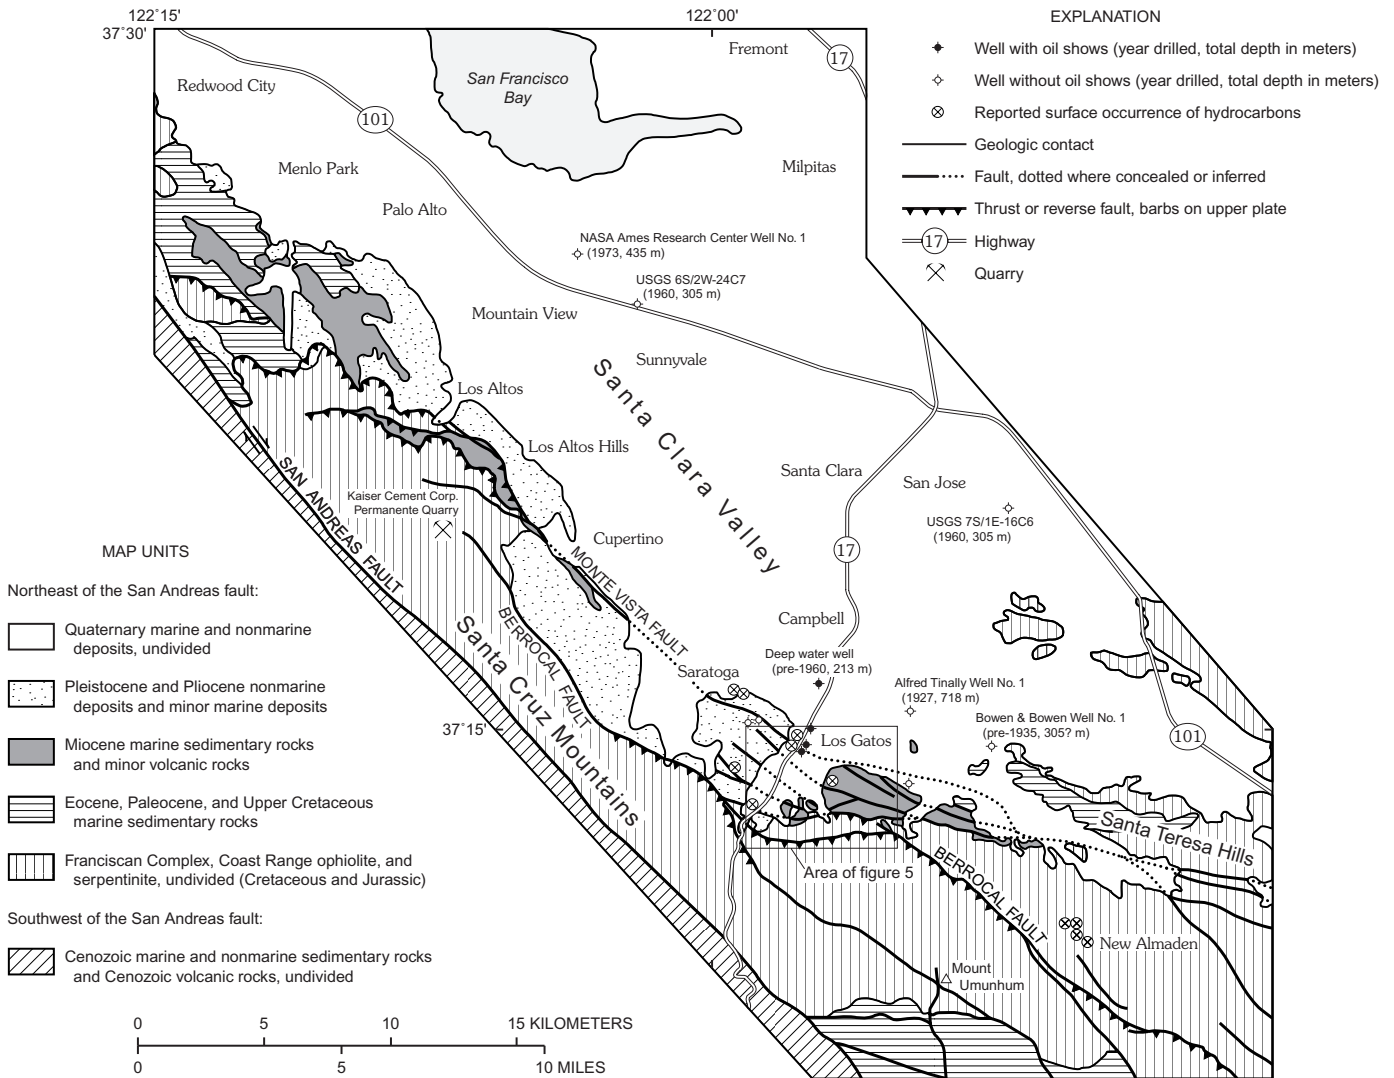 122°15'
122°00'
37°30'
Fremont
17
San Francisco
Bay
Redwood City
101
Menlo Park
Milpitas
Palo Alto
NASA Ames Research Center Well No. 1
(1973, 435 m)
USGS 6S/2W-24C7
(1960, 305 m)
Mountain View
Sunnyvale
Santa Clara Valley
Los Altos
Los Altos Hills
Santa Clara
San Jose
SAN ANDREAS FAULT
Kaiser Cement Corp.
Permanente Quarry
USGS 7S/1E-16C6
(1960, 305 m)
Cupertino
17
MONTE VISTA FAULT
BERROCAL FAULT
Santa Cruz Mountains
Campbell
Deep water well
(pre-1960, 213 m)
Saratoga
Alfred Tinally Well No. 1
(1927, 718 m)
Bowen & Bowen Well No. 1
(pre-1935, 305? m)
37°15'
Los Gatos
101
Santa Teresa Hills
Area of figure 5
BERROCAL FAULT
New Almaden
Mount
Umunhum
EXPLANATION
Well with oil shows (year drilled, total depth in meters)
Well without oil shows (year drilled, total depth in meters)
Reported surface occurrence of hydrocarbons
Geologic contact
Fault, dotted where concealed or inferred
Thrust or reverse fault, barbs on upper plate
17 Highway
Quarry
MAP UNITS
Northeast of the San Andreas fault:
Quaternary marine and nonmarine
deposits, undivided
Pleistocene and Pliocene nonmarine
deposits and minor marine deposits
Miocene marine sedimentary rocks
and minor volcanic rocks
Eocene, Paleocene, and Upper Cretaceous
marine sedimentary rocks
Franciscan Complex, Coast Range ophiolite, and
serpentinite, undivided (Cretaceous and Jurassic)
Southwest of the San Andreas fault:
Cenozoic marine and nonmarine sedimentary rocks
and Cenozoic volcanic rocks, undivided
0 5 10 15 KILOMETERS
0 5 10 MILES